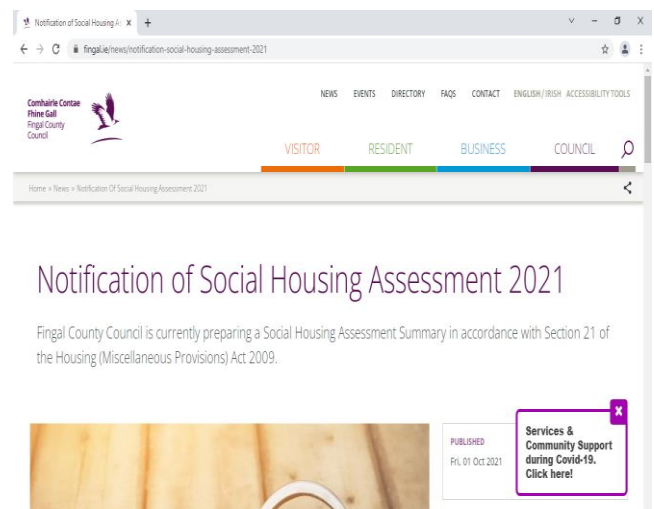 Notification of Social Housing A
fingal.ie/news/notification-social-housing-assessment-2021
NEWS EVENTS DIRECTORY FAQS CONTACT ENGLISH / IRISH ACCESSIBILITY TOOLS
Comhairle Contae
Fhine Gall
Fingal County
Council
VISITOR RESIDENT BUSINESS COUNCIL
Home » News » Notification Of Social Housing Assessment 2021
Notification of Social Housing Assessment 2021
Fingal County Council is currently preparing a Social Housing Assessment Summary in accordance with Section 21 of
the Housing (Miscellaneous Provisions) Act 2009.
PUBLISHED
Fri, 01 Oct 2021
X
Services &
Community Support
during Covid-19.
Click here!